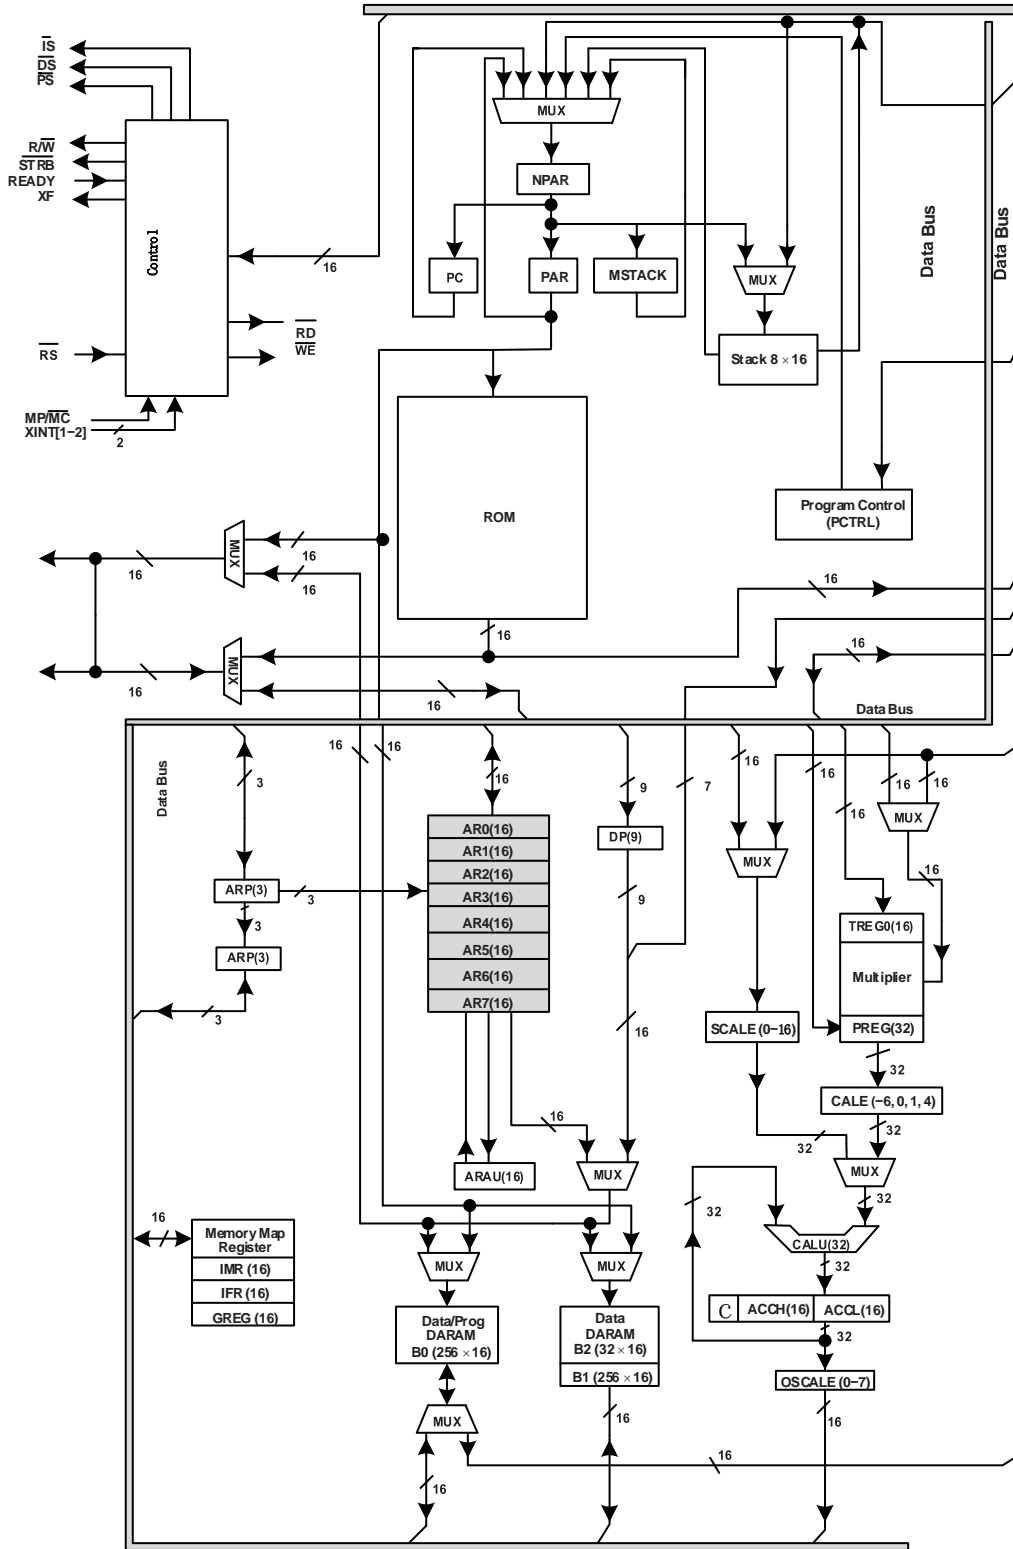 IS
DS
PS
R/W
STRB
READY
XF
Control
16
RD
WE
RS
MP/MC
XINT[1−2]
2
MUX
NPAR
PC
PAR
MSTACK
MUX
Stack 8 × 16
Data Bus
Data Bus
Program Control
(PCTRL)
ROM
MUX
16
16
16
16
16
MUX
16
16
Data Bus
Data Bus
3
16
16
16
9
7
16
16
16
16
16
AR0(16)
AR1(16)
AR2(16)
AR3(16)
AR4(16)
AR5(16)
AR6(16)
AR7(16)
DP(9)
MUX
MUX
ARP(3)
3
3
9
16
ARP(3)
3
TREG0(16)
Multiplier
PREG(32)
16
SCALE (0−16)
32
CALE (−6, 0, 1, 4)
32
16
32
ARAU(16)
MUX
MUX
32
32
16
Memory Map
Register
IMR (16)
IFR (16)
GREG (16)
MUX
MUX
CALU(32)
32
Data/Prog
DARAM
B0 (256 × 16)
Data
DARAM
B2 (32 × 16)
B1 (256 × 16)
C
ACCH(16)
ACCL(16)
32
OSCALE (0−7)
MUX
16
16
16
16